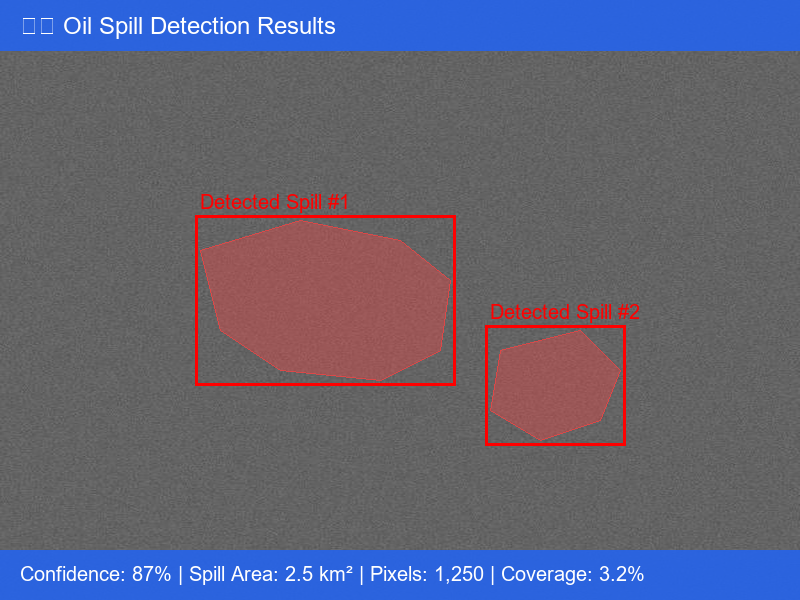 Oil Spill Detection Results
Detected Spill #1
Detected Spill #2
Confidence: 87% | Spill Area: 2.5 km² | Pixels: 1,250 | Coverage: 3.2%